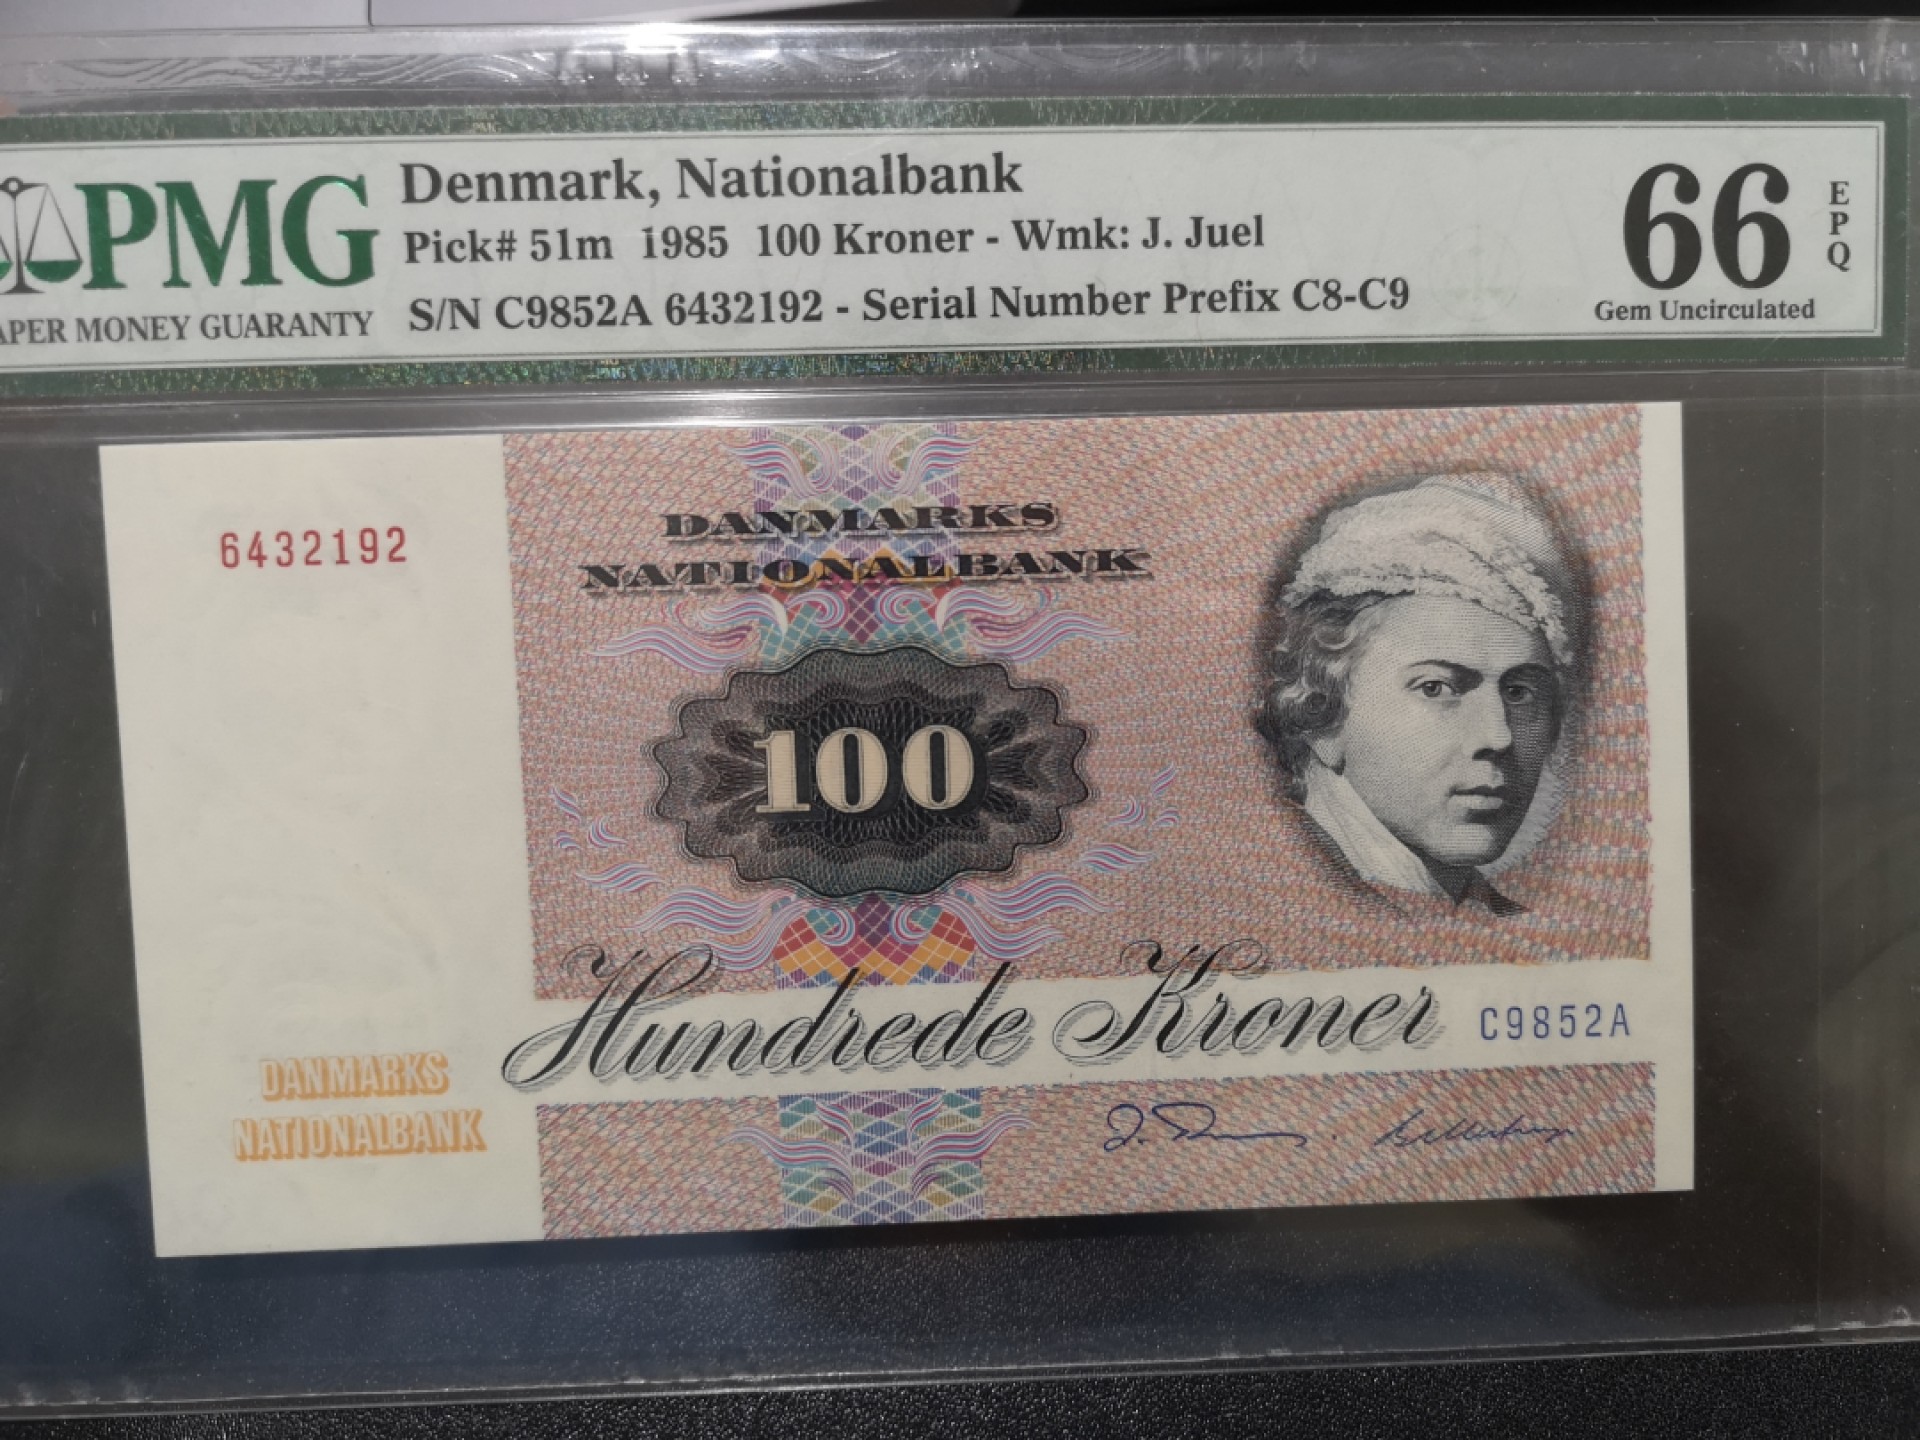 PMG
APER MONEY GUARANTY
Denmark, Nationalbank
Pick# 51m 1985 100 Kroner - Wmk: J. Juel
S/N C9852A 6432192 - Serial Number Prefix C8-C9
66
EPQ
Gem Uncirculated
6432192
DANMARKS
NATIONALBANK
100
Hundrede Kroner
C9852A
DANMARKS
NATIONALBANK